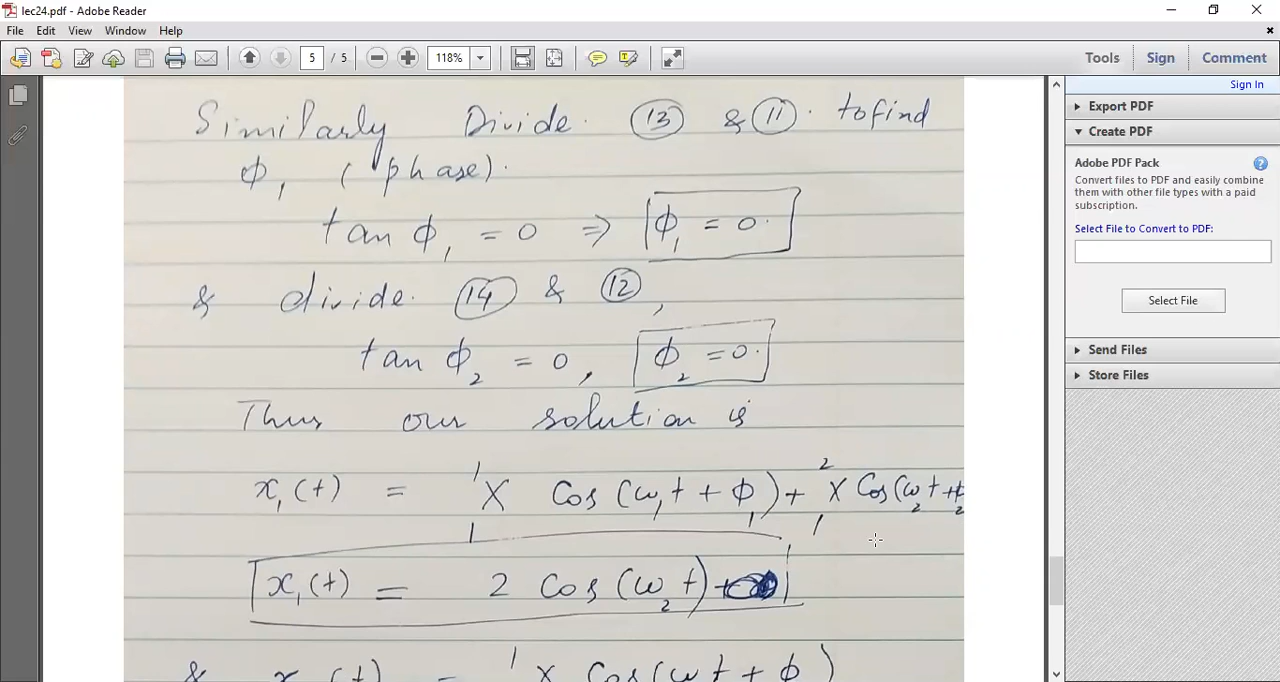 lec24.pdf - Adobe Reader
File Edit View Window Help
5 / 5 118% Tools Sign Comment
Sign In
Export PDF
Create PDF
Adobe PDF Pack
Convert files to PDF and easily combine
them with other file types with a paid
subscription.
Select File to Convert to PDF:
Select File
Send Files
Store Files
Similarly Divide. ⑬ & ⑪. to find
ϕ₁ (phase).
tan ϕ₁ = 0 ⇒ ϕ₁ = 0.
& divide. ⑭ & ⑫,
tan ϕ₂ = 0, ϕ₂ = 0.
Thus our solution is
x₁(t) = ¹X₁ Cos(ω₁t + ϕ₁) + ²X₁ Cos(ω₂t + ϕ₂
x₁(t) = 2 Cos(ω₂t)
& (t) = ¹X Cos(ωt + ϕ )